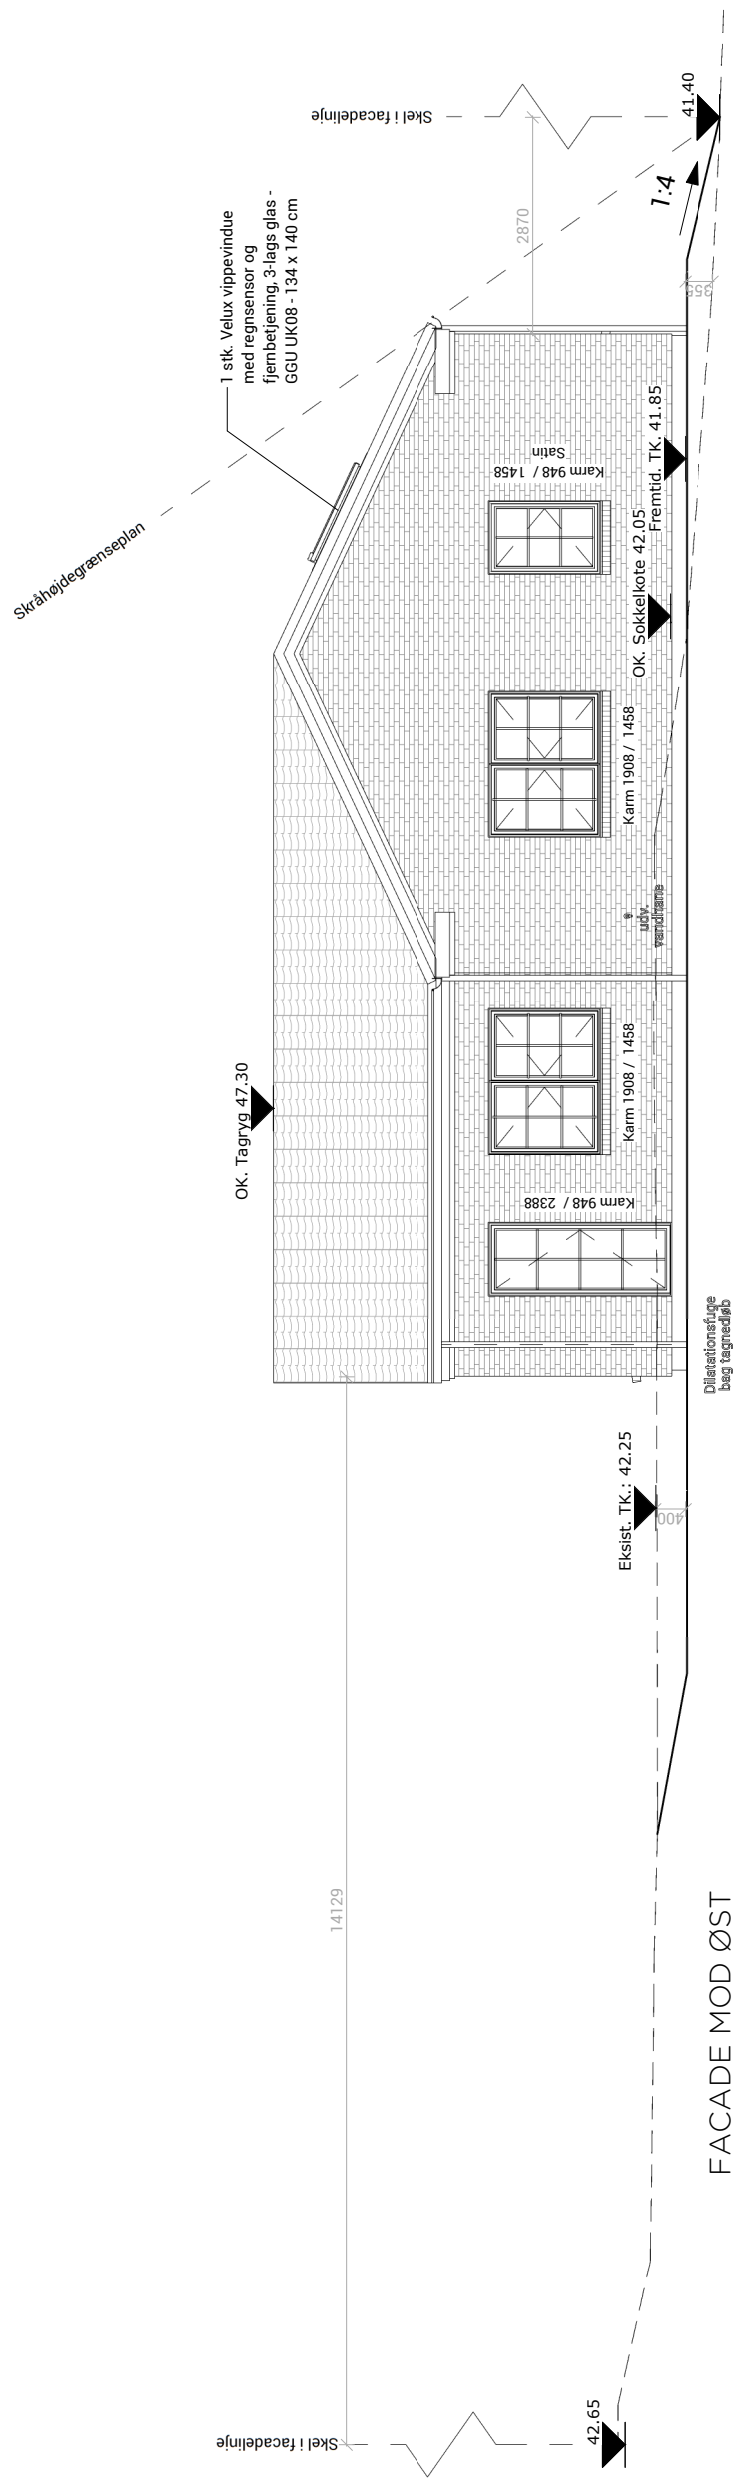 Skel i facadelinje
41.40
1:4
2870
355
1 stk. Velux vippevindue
med regnsensor og
fjernbetjening, 3-lags glas -
GGU UK08 - 134 x 140 cm
Skråhøjdegrænseplan
Karm 948 / 1458
Satin
Fremtid. TK. 41.85
OK. Sokkelkote 42.05
Karm 1908 / 1458
udv.
vandhane
OK. Tagryg 47.30
Karm 1908 / 1458
Karm 948 / 2388
Dilatationsfuge
bag tagnedløb
Eksist. TK.: 42.25
400
14129
FACADE MOD ØST
Skel i facadelinje
42.65